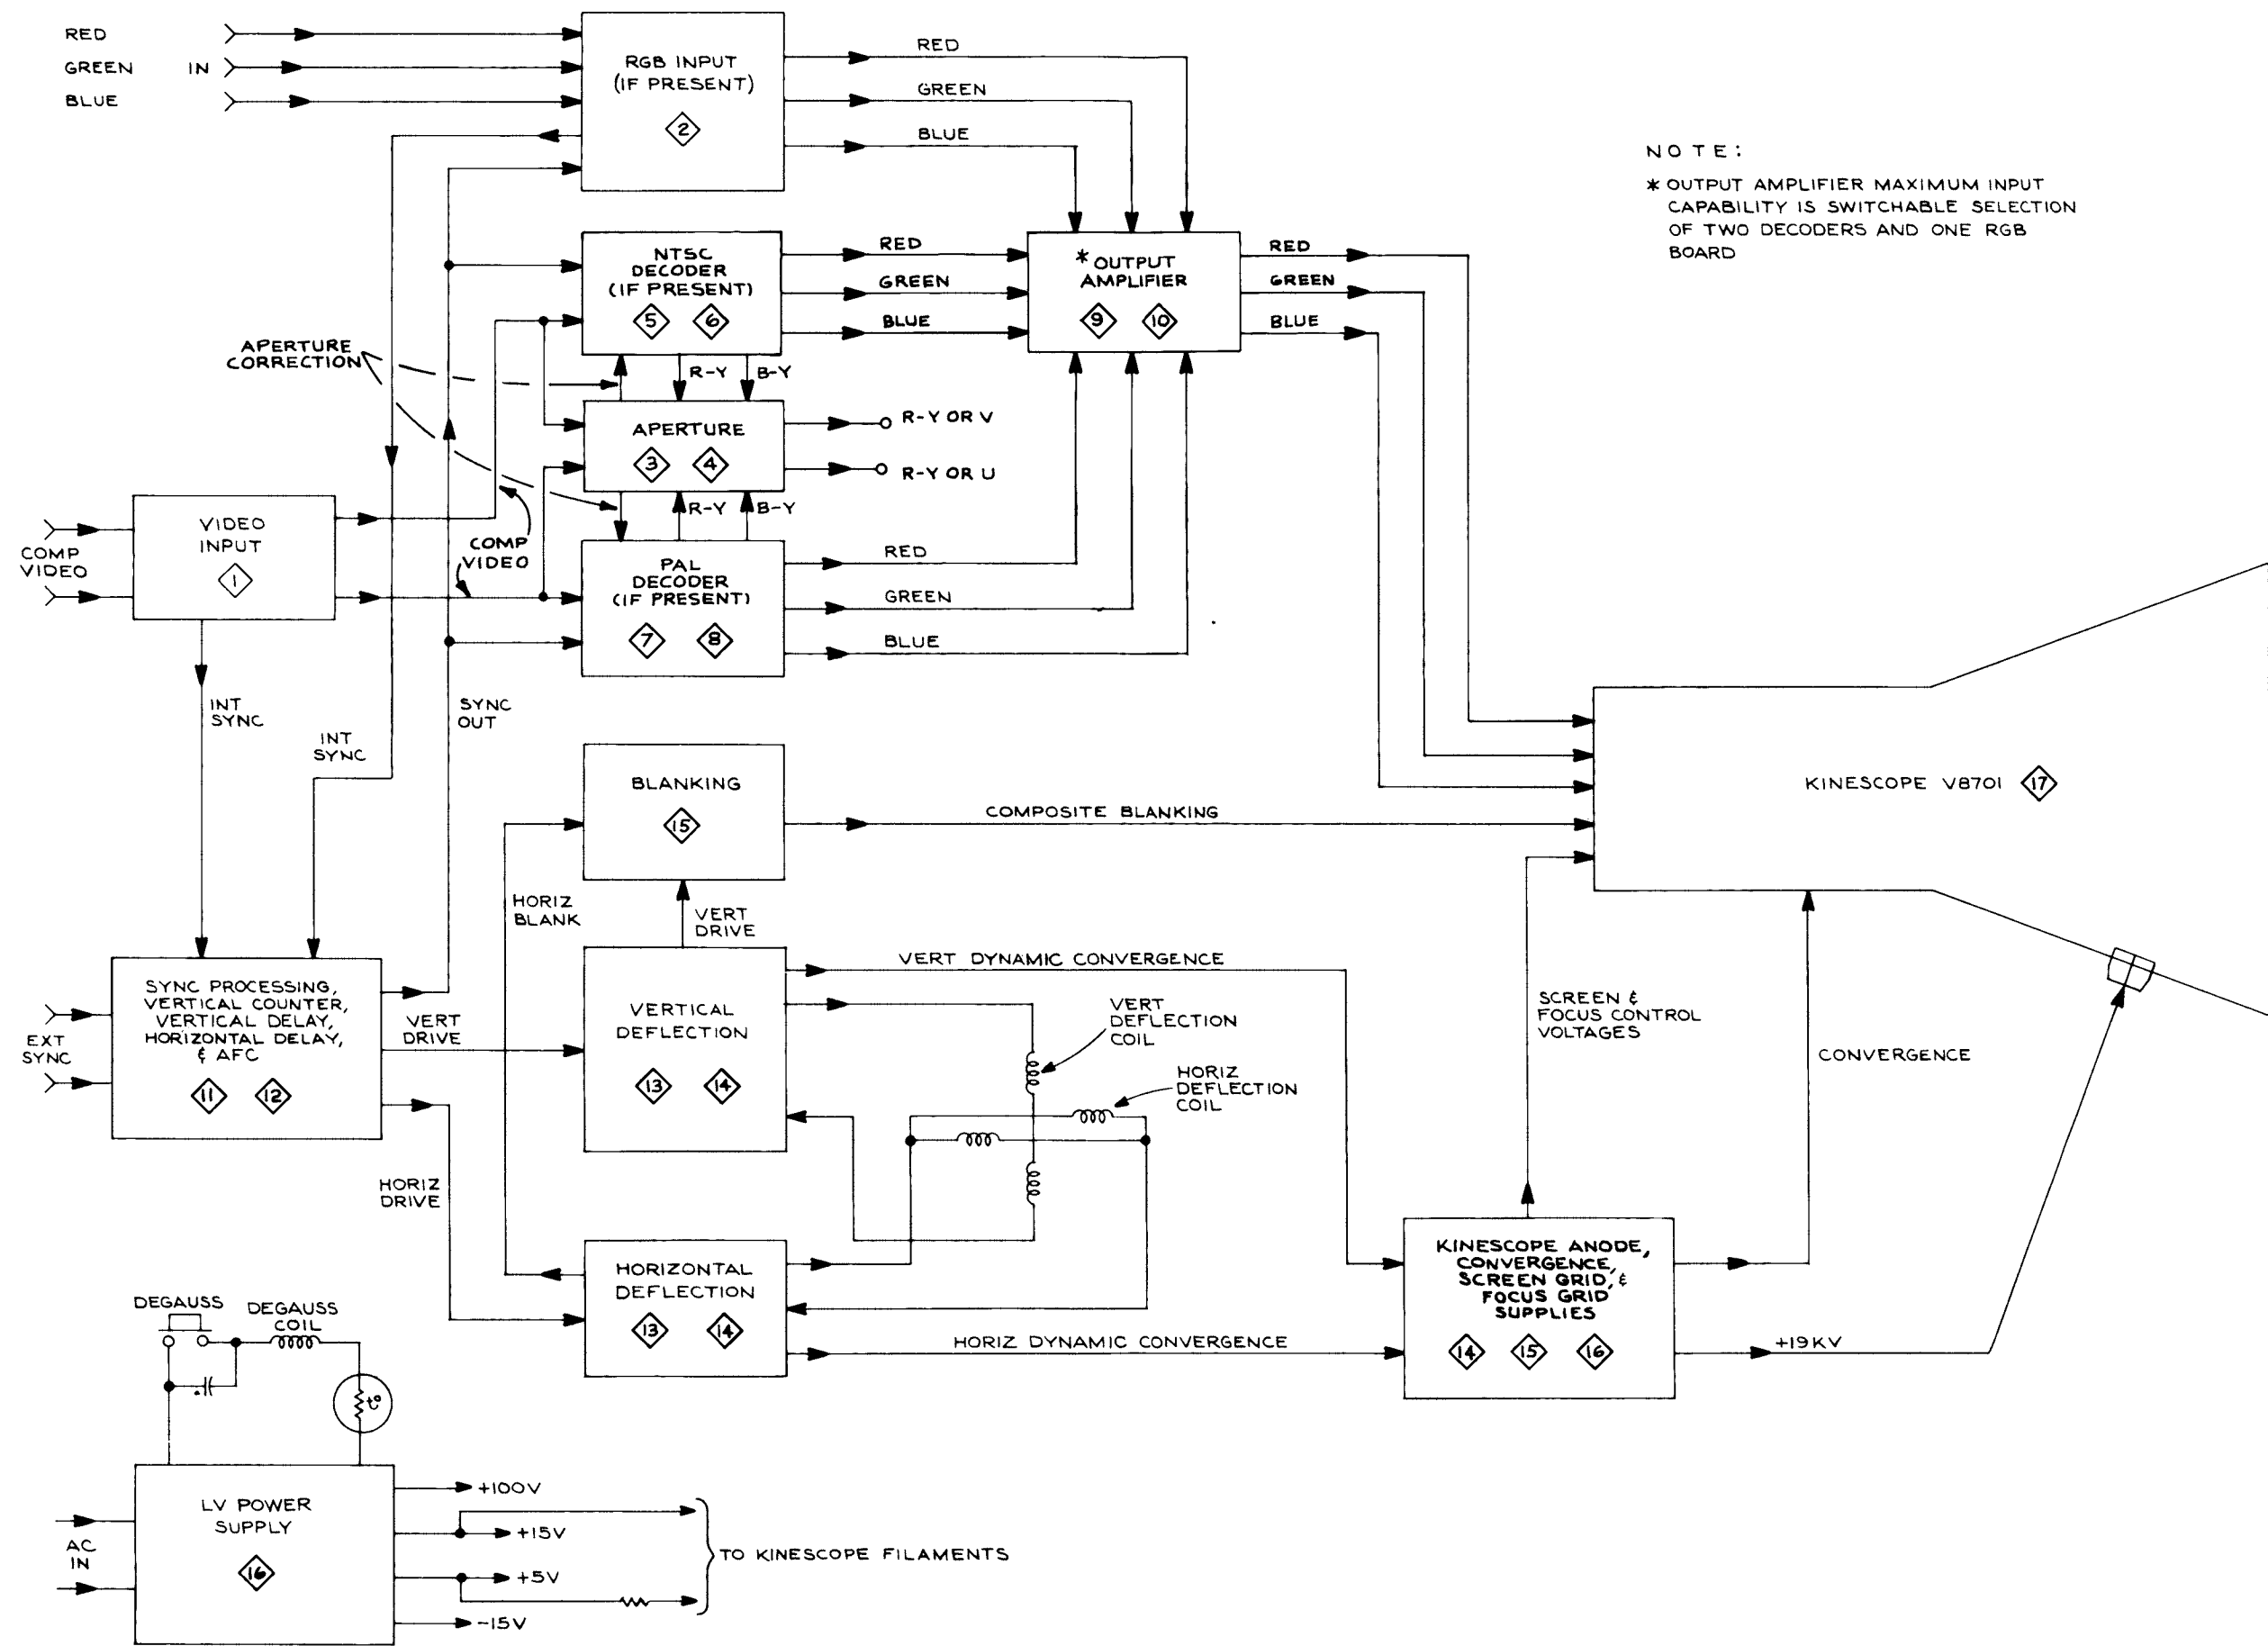 RED
GREEN IN
BLUE
RGB INPUT
(IF PRESENT)
2
RED
GREEN
BLUE
NOTE:
* OUTPUT AMPLIFIER MAXIMUM INPUT
CAPABILITY IS SWITCHABLE SELECTION
OF TWO DECODERS AND ONE RGB
BOARD
NTSC
DECODER
(IF PRESENT)
5 6
RED
GREEN
BLUE
* OUTPUT
AMPLIFIER
9 10
RED
GREEN
BLUE
APERTURE
CORRECTION
R-Y B-Y
APERTURE
3 4
R-Y OR V
R-Y OR U
R-Y B-Y
COMP
VIDEO
VIDEO
INPUT
1
COMP
VIDEO
PAL
DECODER
(IF PRESENT)
7 8
RED
GREEN
BLUE
INT
SYNC
INT
SYNC
SYNC
OUT
BLANKING
15
COMPOSITE BLANKING
KINESCOPE V8701 17
HORIZ
BLANK
VERT
DRIVE
SYNC PROCESSING,
VERTICAL COUNTER,
VERTICAL DELAY,
HORIZONTAL DELAY,
& AFC
11 12
EXT
SYNC
VERT
DRIVE
VERTICAL
DEFLECTION
13 14
VERT DYNAMIC CONVERGENCE
VERT
DEFLECTION
COIL
HORIZ
DEFLECTION
COIL
SCREEN &
FOCUS CONTROL
VOLTAGES
CONVERGENCE
HORIZ
DRIVE
HORIZONTAL
DEFLECTION
13 14
HORIZ DYNAMIC CONVERGENCE
KINESCOPE ANODE,
CONVERGENCE,
SCREEN GRID, &
FOCUS GRID
SUPPLIES
14 15 16
+19KV
DEGAUSS
DEGAUSS
COIL
t°
LV POWER
SUPPLY
16
AC
IN
+100V
+15V
+5V
-15V
TO KINESCOPE FILAMENTS